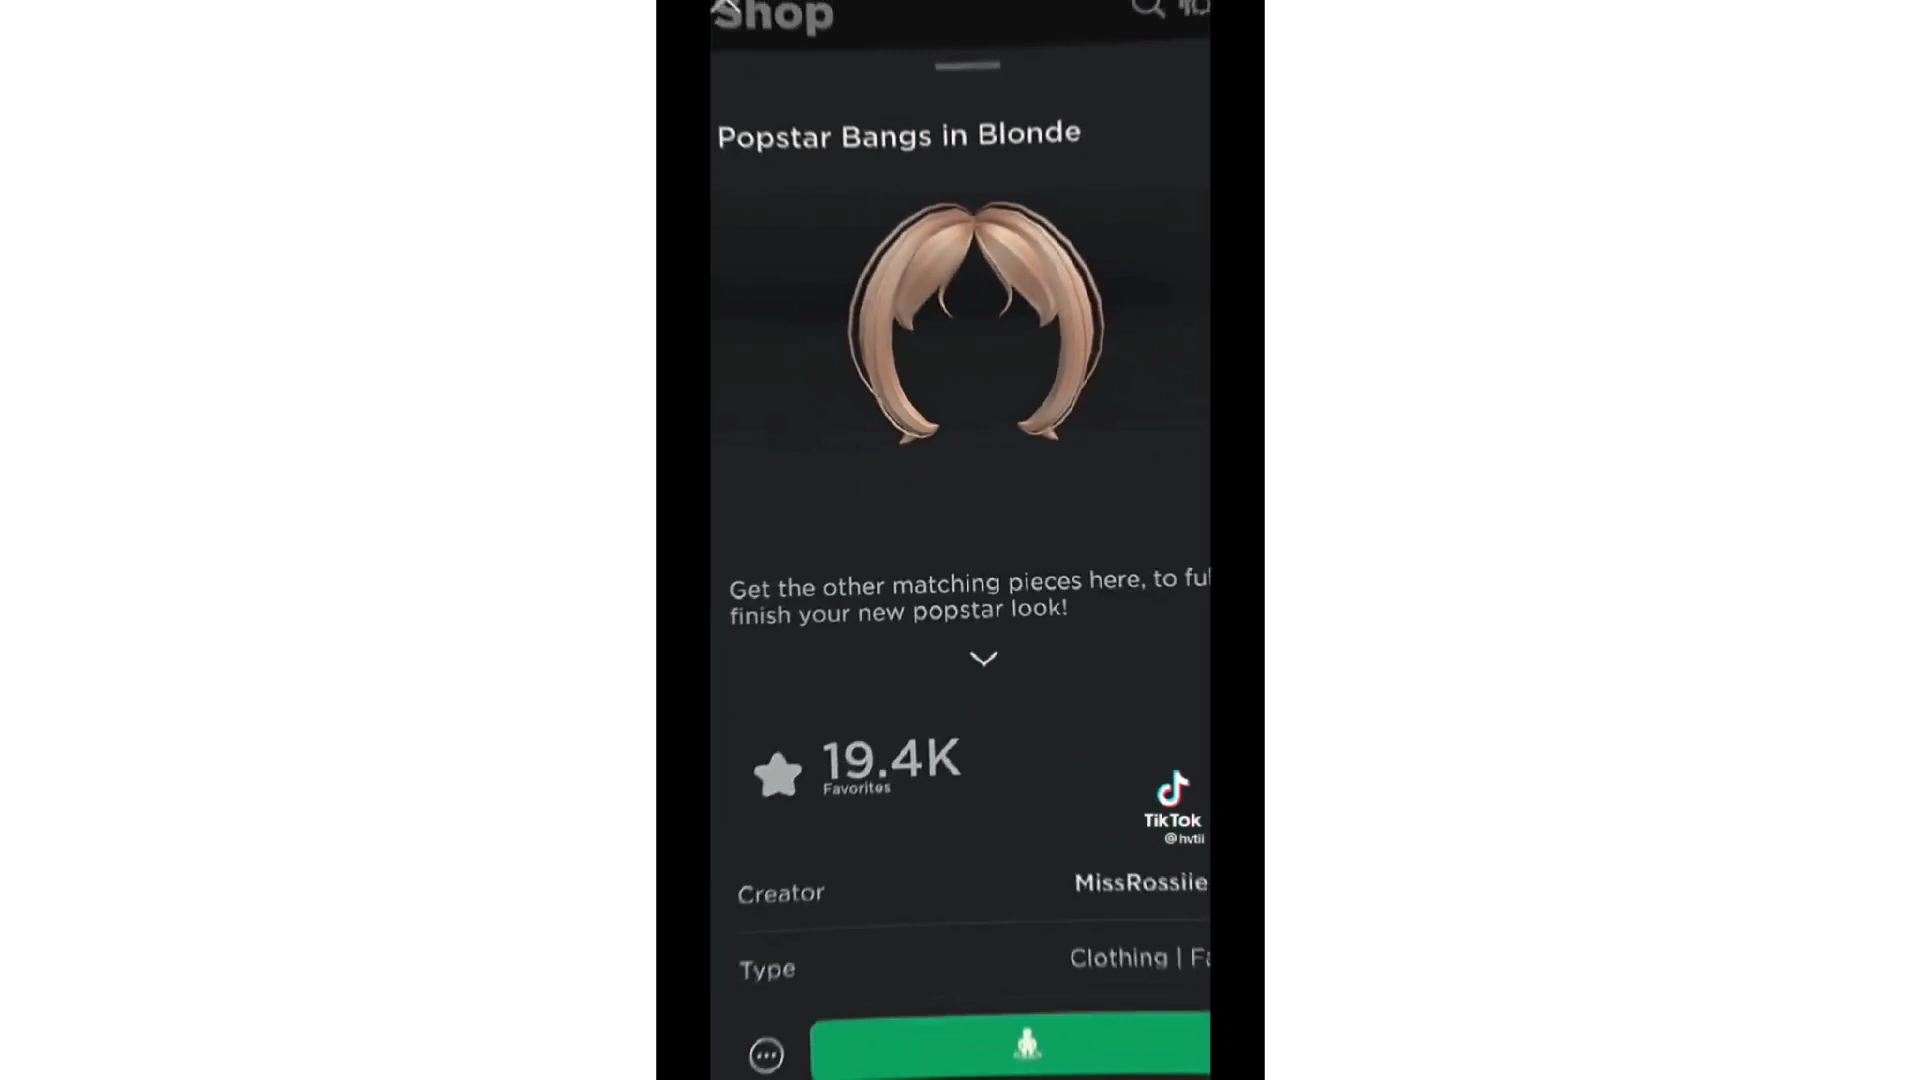 Shop
Popstar Bangs in Blonde
Get the other matching pieces here, to
finish your new popstar look!
19.4K
Favorites
TikTok
@hvtii
Creator
MissRossiie
Type
Clothing |